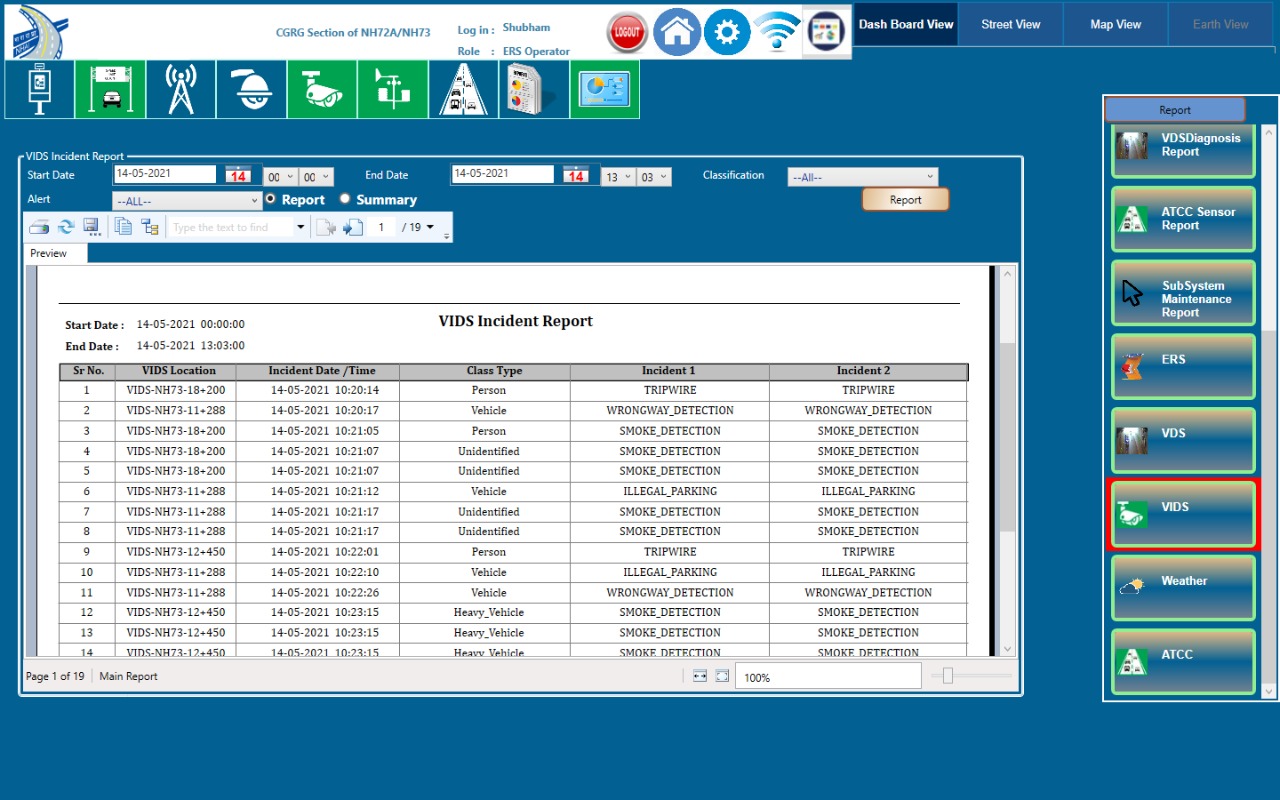 CGRG Section of NH72A/NH73
Log in : Shubham
Role : ERS Operator
LOGOUT
Dash Board View
Street View
Map View
Earth View
Report
VDSDiagnosis
Report
ATCC Sensor
Report
SubSystem
Maintenance
Report
ERS
VDS
VIDS
Weather
ATCC
VIDS Incident Report
Start Date 14-05-2021 14 00 00 End Date 14-05-2021 14 13 03 Classification --All--
Alert --ALL-- Report Summary Report
Type the text to find 1 / 19
Preview
Start Date : 14-05-2021 00:00:00 VIDS Incident Report
End Date : 14-05-2021 13:03:00
Sr No. VIDS Location Incident Date /Time Class Type Incident 1 Incident 2
1 VIDS-NH73-18+200 14-05-2021 10:20:14 Person TRIPWIRE TRIPWIRE
2 VIDS-NH73-11+288 14-05-2021 10:20:17 Vehicle WRONGWAY_DETECTION WRONGWAY_DETECTION
3 VIDS-NH73-18+200 14-05-2021 10:21:05 Person SMOKE_DETECTION SMOKE_DETECTION
4 VIDS-NH73-18+200 14-05-2021 10:21:07 Unidentified SMOKE_DETECTION SMOKE_DETECTION
5 VIDS-NH73-18+200 14-05-2021 10:21:07 Unidentified SMOKE_DETECTION SMOKE_DETECTION
6 VIDS-NH73-11+288 14-05-2021 10:21:12 Vehicle ILLEGAL_PARKING ILLEGAL_PARKING
7 VIDS-NH73-11+288 14-05-2021 10:21:17 Unidentified SMOKE_DETECTION SMOKE_DETECTION
8 VIDS-NH73-11+288 14-05-2021 10:21:17 Unidentified SMOKE_DETECTION SMOKE_DETECTION
9 VIDS-NH73-12+450 14-05-2021 10:22:01 Person TRIPWIRE TRIPWIRE
10 VIDS-NH73-11+288 14-05-2021 10:22:10 Vehicle ILLEGAL_PARKING ILLEGAL_PARKING
11 VIDS-NH73-11+288 14-05-2021 10:22:26 Vehicle WRONGWAY_DETECTION WRONGWAY_DETECTION
12 VIDS-NH73-12+450 14-05-2021 10:23:15 Heavy_Vehicle SMOKE_DETECTION SMOKE_DETECTION
13 VIDS-NH73-12+450 14-05-2021 10:23:15 Heavy_Vehicle SMOKE_DETECTION SMOKE_DETECTION
14 VIDS-NH73-12+450 14-05-2021 10:23:15 Heavy_Vehicle SMOKE_DETECTION SMOKE_DETECTION
Page 1 of 19 Main Report 100%